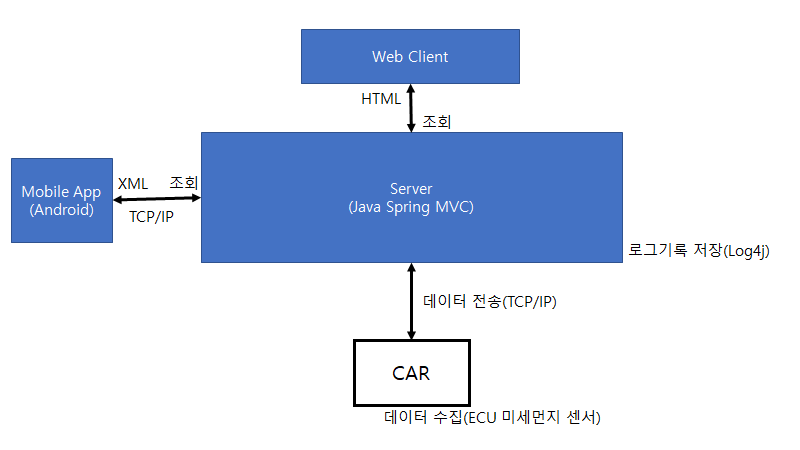 Web Client
HTML
조회
Mobile App
(Android)
XML
조회
TCP/IP
Server
(Java Spring MVC)
로그기록 저장(Log4j)
데이터 전송(TCP/IP)
CAR
데이터 수집(ECU 미세먼지 센서)